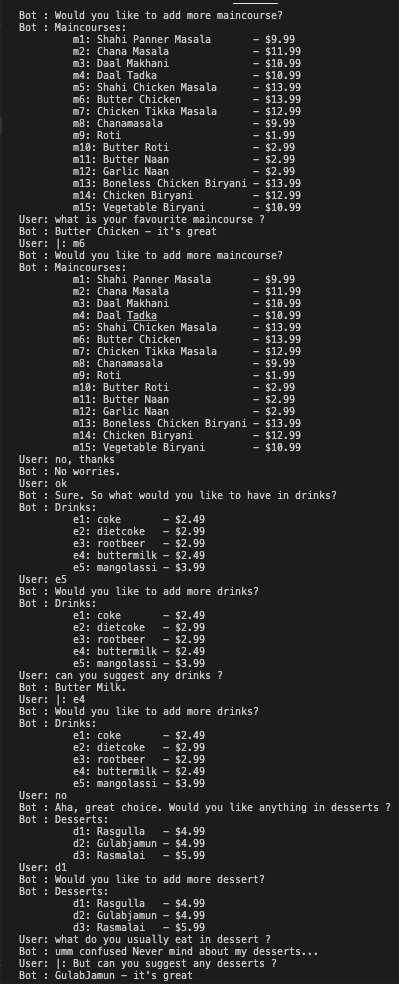 Bot : Would you like to add more maincourse?
Bot : Maincourses:
m1: Shahi Panner Masala - $9.99
m2: Chana Masala - $11.99
m3: Daal Makhani - $10.99
m4: Daal Tadka - $10.99
m5: Shahi Chicken Masala - $13.99
m6: Butter Chicken - $13.99
m7: Chicken Tikka Masala - $12.99
m8: Chanamasala - $9.99
m9: Roti - $1.99
m10: Butter Roti - $2.99
m11: Butter Naan - $2.99
m12: Garlic Naan - $2.99
m13: Boneless Chicken Biryani - $13.99
m14: Chicken Biryani - $12.99
m15: Vegetable Biryani - $10.99
User: what is your favourite maincourse ?
Bot : Butter Chicken - it's great
User: |: m6
Bot : Would you like to add more maincourse?
Bot : Maincourses:
m1: Shahi Panner Masala - $9.99
m2: Chana Masala - $11.99
m3: Daal Makhani - $10.99
m4: Daal Tadka - $10.99
m5: Shahi Chicken Masala - $13.99
m6: Butter Chicken - $13.99
m7: Chicken Tikka Masala - $12.99
m8: Chanamasala - $9.99
m9: Roti - $1.99
m10: Butter Roti - $2.99
m11: Butter Naan - $2.99
m12: Garlic Naan - $2.99
m13: Boneless Chicken Biryani - $13.99
m14: Chicken Biryani - $12.99
m15: Vegetable Biryani - $10.99
User: no, thanks
Bot : No worries.
User: ok
Bot : Sure. So what would you like to have in drinks?
Bot : Drinks:
e1: coke - $2.49
e2: dietcoke - $2.99
e3: rootbeer - $2.99
e4: buttermilk - $2.49
e5: mangolassi - $3.99
User: e5
Bot : Would you like to add more drinks?
Bot : Drinks:
e1: coke - $2.49
e2: dietcoke - $2.99
e3: rootbeer - $2.99
e4: buttermilk - $2.49
e5: mangolassi - $3.99
User: can you suggest any drinks ?
Bot : Butter Milk.
User: |: e4
Bot : Would you like to add more drinks?
Bot : Drinks:
e1: coke - $2.49
e2: dietcoke - $2.99
e3: rootbeer - $2.99
e4: buttermilk - $2.49
e5: mangolassi - $3.99
User: no
Bot : Aha, great choice. Would you like anything in desserts ?
Bot : Desserts:
d1: Rasgulla - $4.99
d2: Gulabjamun - $4.99
d3: Rasmalai - $5.99
User: d1
Bot : Would you like to add more dessert?
Bot : Desserts:
d1: Rasgulla - $4.99
d2: Gulabjamun - $4.99
d3: Rasmalai - $5.99
User: what do you usually eat in dessert ?
Bot : umm confused Never mind about my desserts...
User: |: But can you suggest any desserts ?
Bot : GulabJamun - it's great